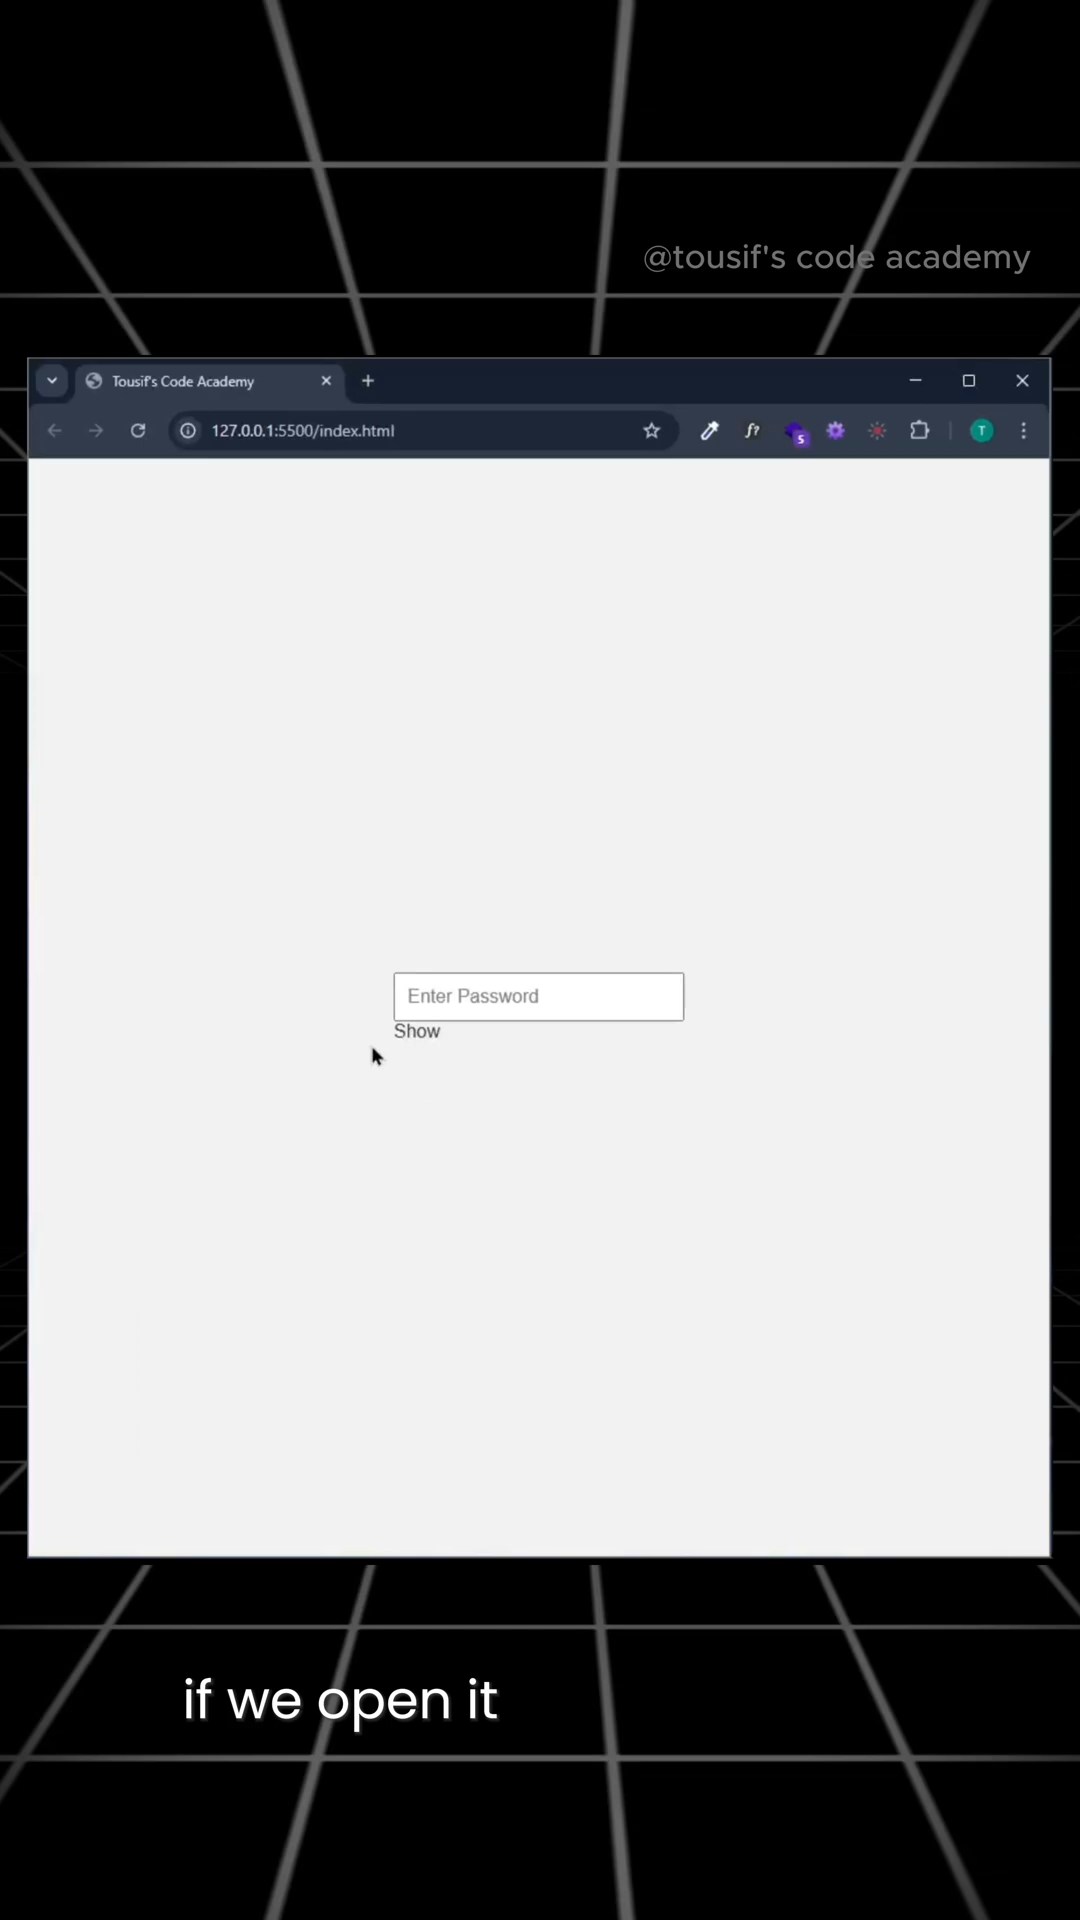 @tousif's code academy
Tousif's Code Academy
127.0.0.1:5500/index.html
f?
5
T
Enter Password
Show
if we open it